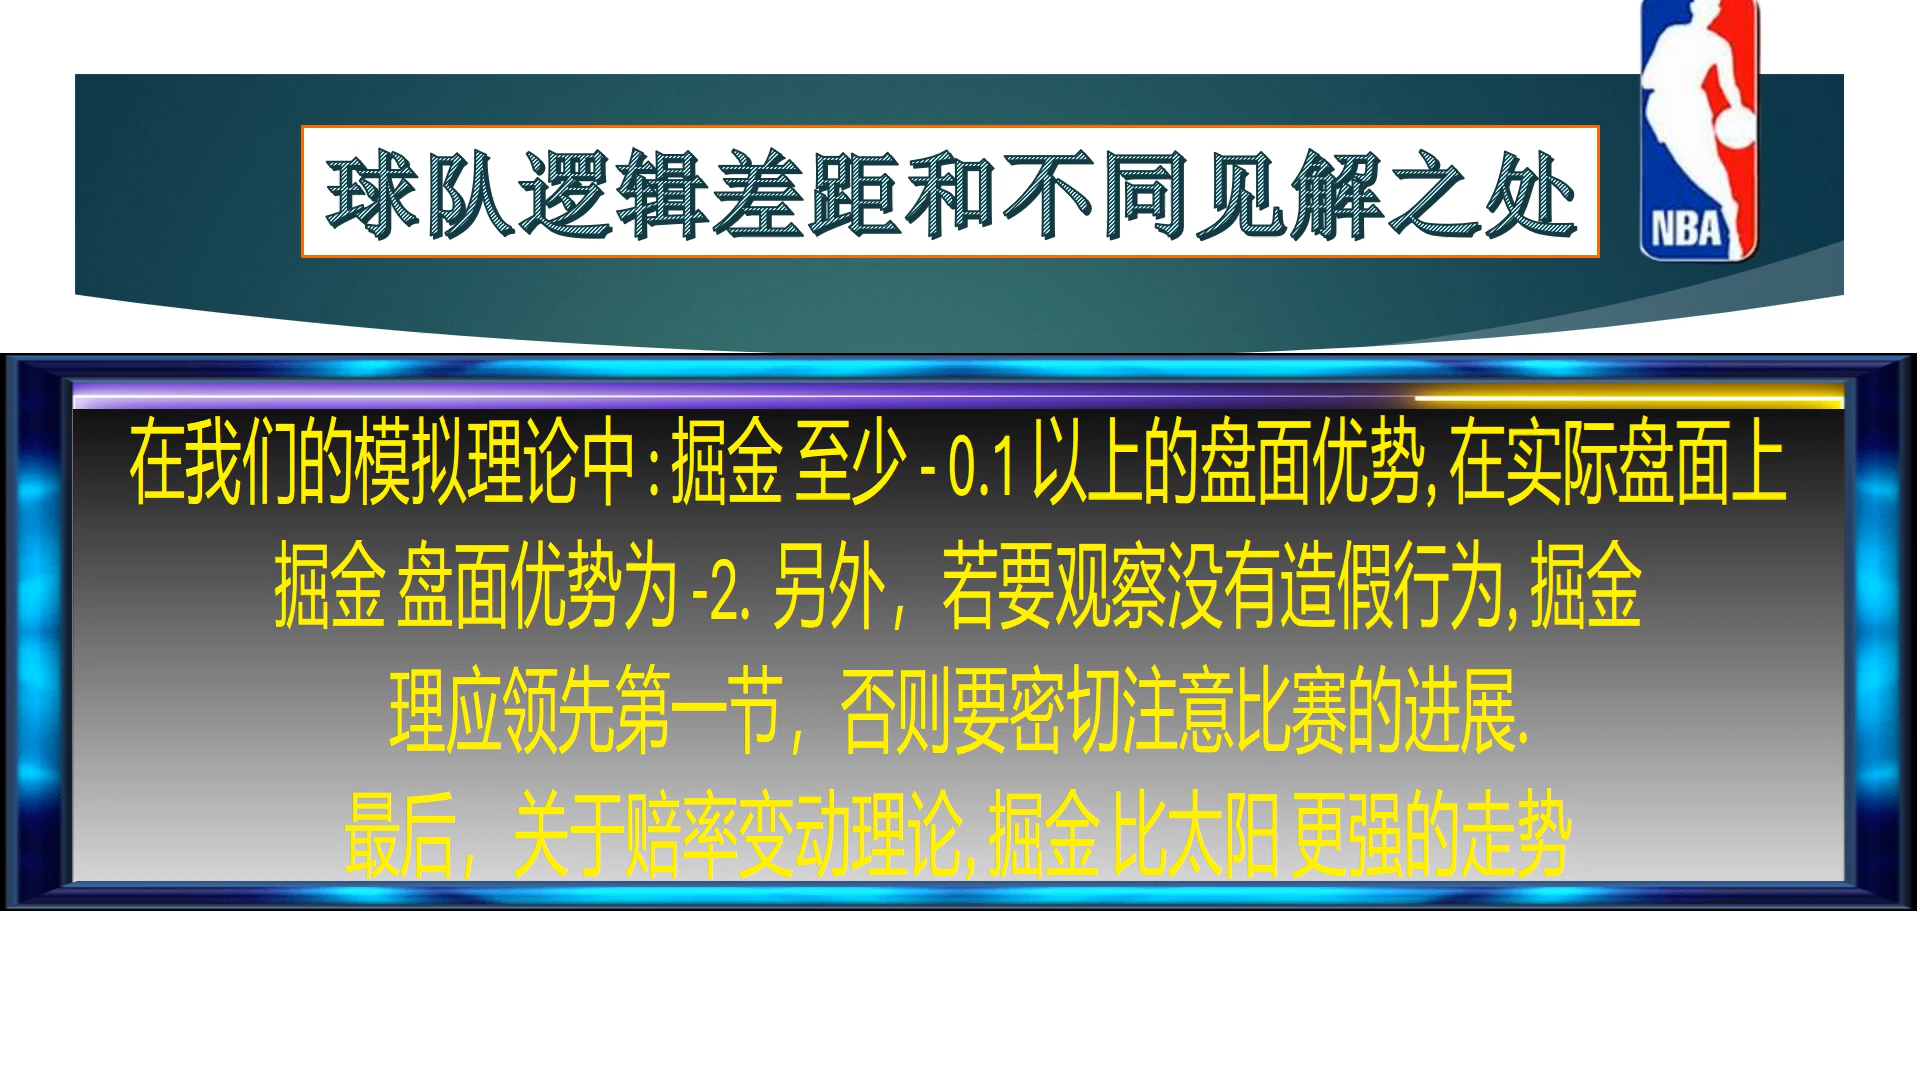 球队逻辑差距和不同见解之处
NBA
在我们的模拟理论中 : 掘金 至少 - 0.1 以上的盘面优势, 在实际盘面上
掘金 盘面优势为 -2. 另外，若要观察没有造假行为, 掘金
理应领先第一节，否则要密切注意比赛的进展.
最后，关于赔率变动理论, 掘金 比太阳 更强的走势